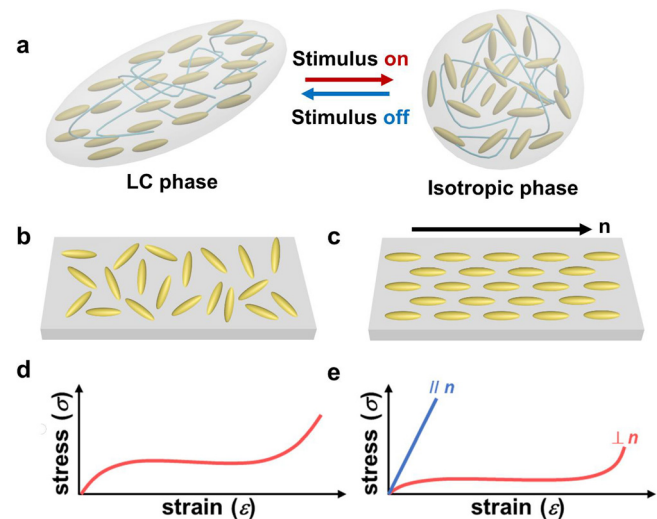 a
Stimulus on
Stimulus off
LC phase
Isotropic phase
b
c
n
d
stress (σ)
strain (ε)
e
// n
⊥ n
stress (σ)
strain (ε)